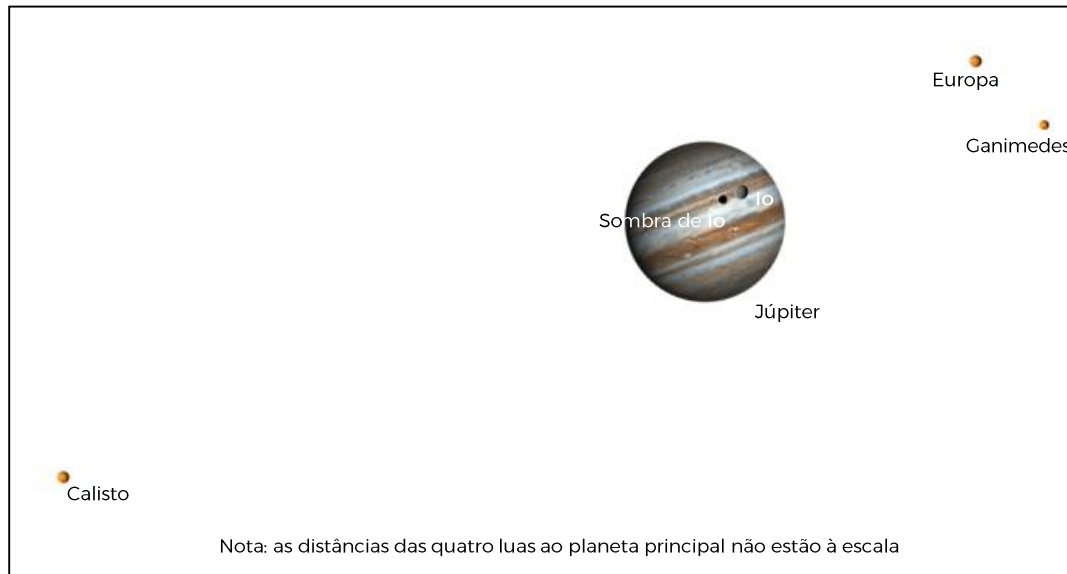 Europa
Ganimedes
Io
Sombra de Io
Júpiter
Calisto
Nota: as distâncias das quatro luas ao planeta principal não estão à escala